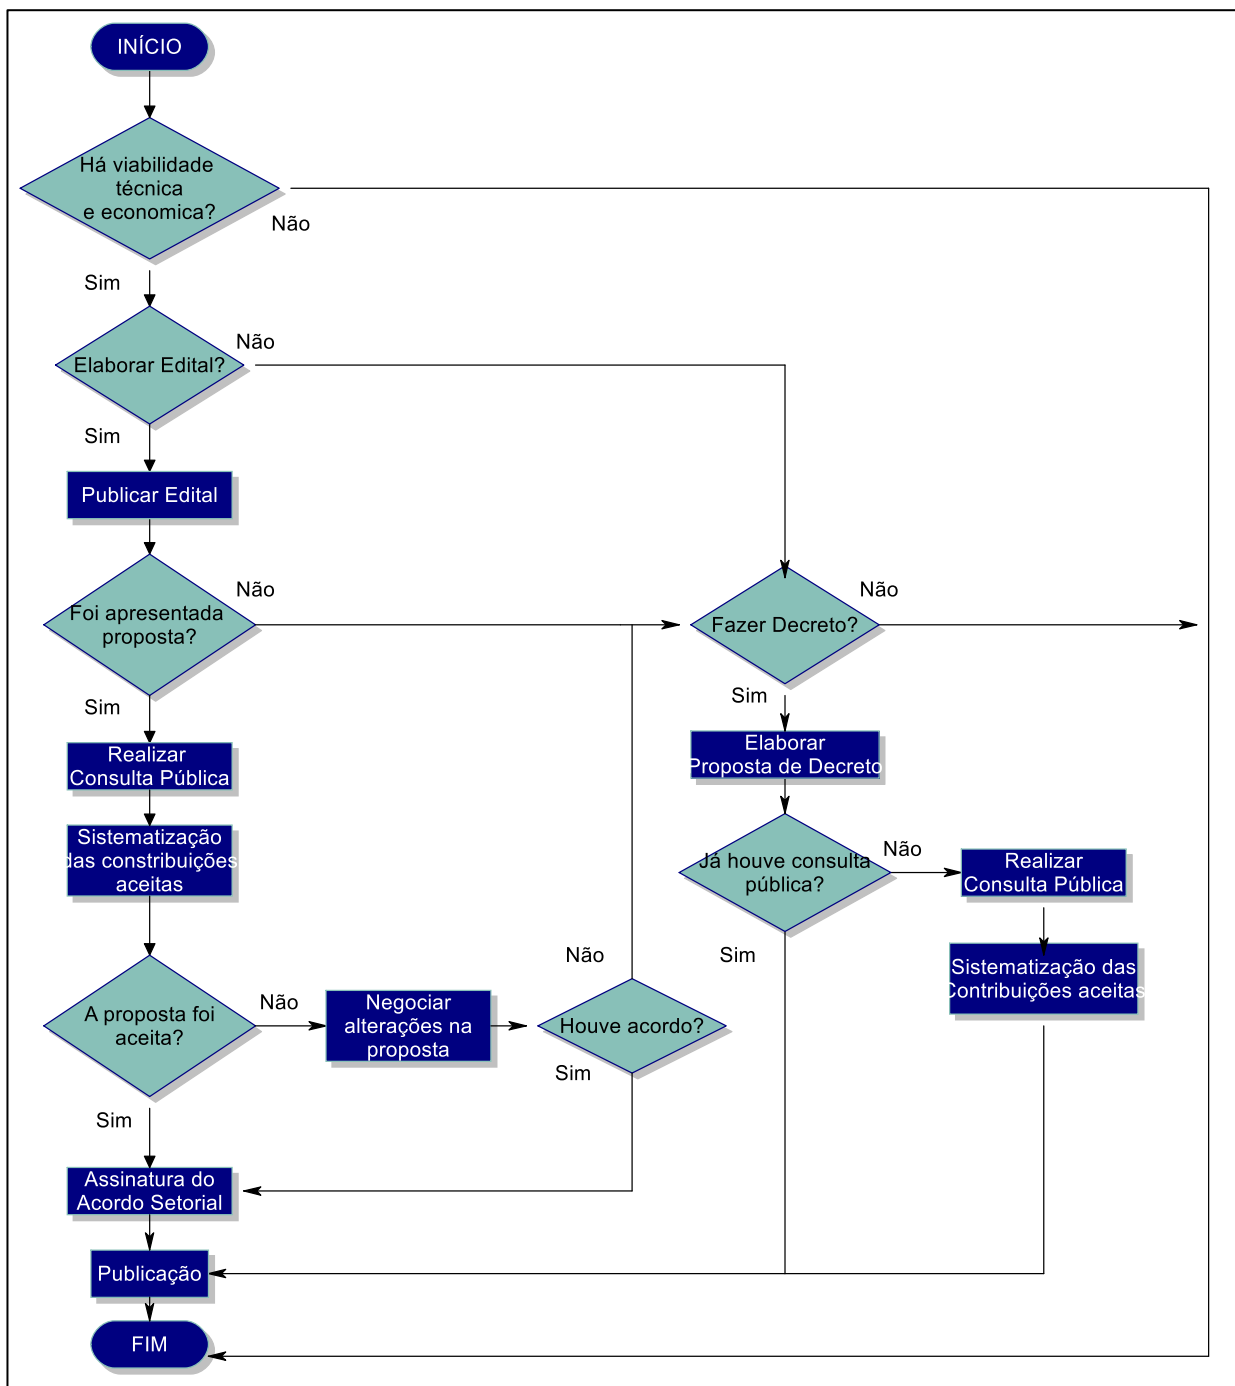 INÍCIO
Há viabilidade
técnica
e economica?
Não
Sim
Elaborar Edital?
Não
Sim
Publicar Edital
Foi apresentada
proposta?
Não
Sim
Fazer Decreto?
Não
Sim
Realizar
Consulta Pública
Elaborar
Proposta de Decreto
Sistematização
das constribuições
aceitas
Já houve consulta
pública?
Não
Sim
Realizar
Consulta Pública
Sistematização das
Contribuições aceitas
A proposta foi
aceita?
Não
Sim
Negociar
alterações na
proposta
Não
Houve acordo?
Sim
Assinatura do
Acordo Setorial
Publicação
FIM